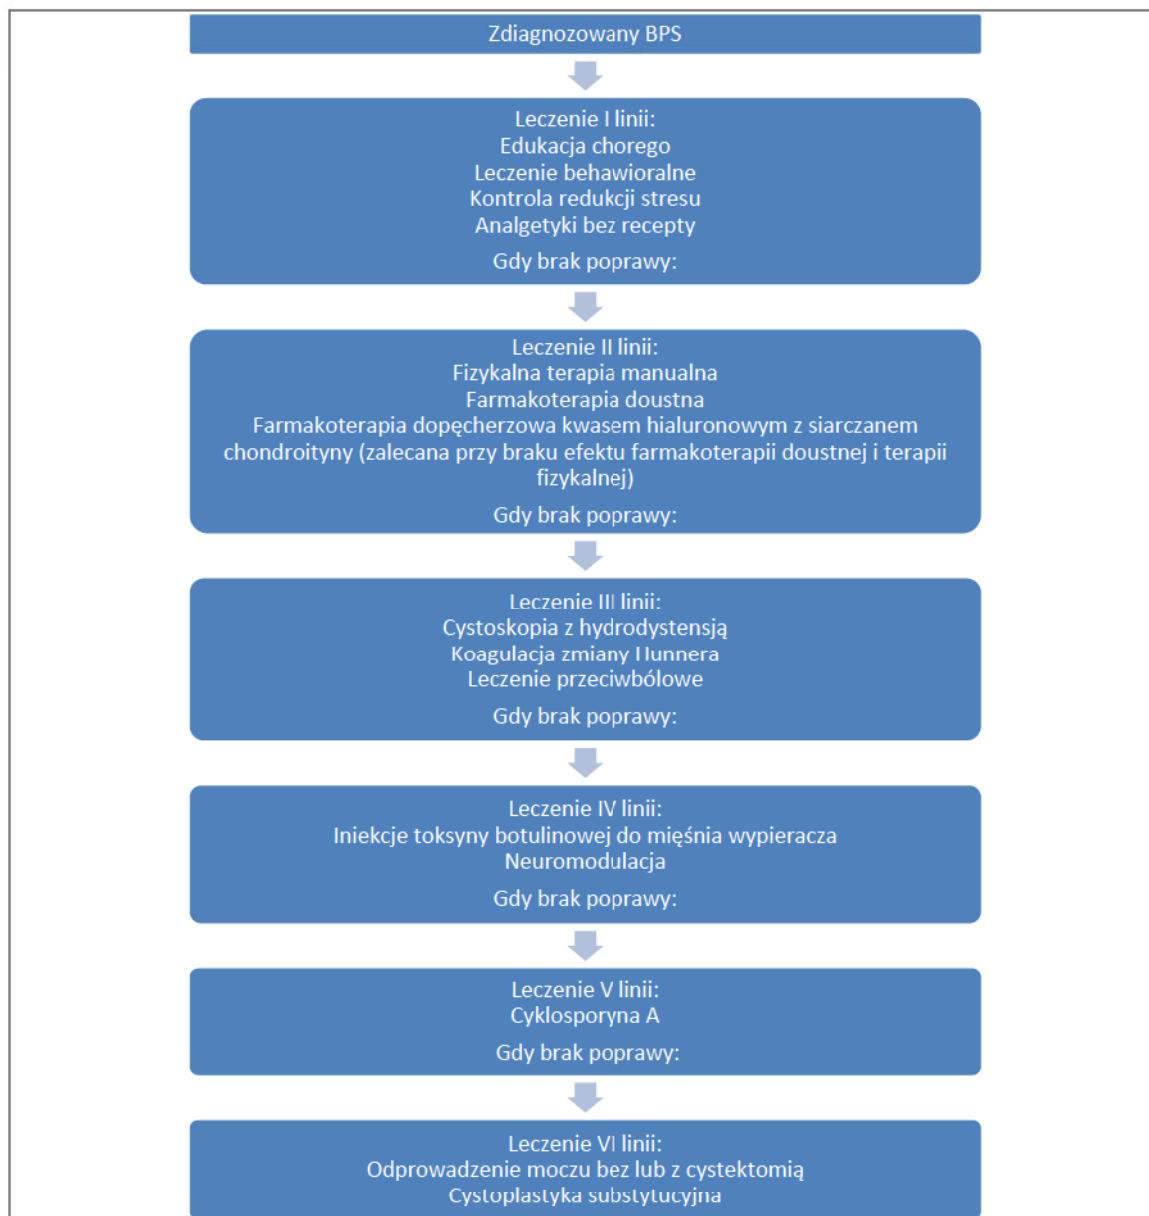 Zdiagnozowany BPS
Leczenie I linii:
Edukacja chorego
Leczenie behawioralne
Kontrola redukcji stresu
Analgetyki bez recepty
Gdy brak poprawy:
Leczenie II linii:
Fizykalna terapia manualna
Farmakoterapia doustna
Farmakoterapia dopęcherzowa kwasem hialuronowym z siarczanem
chondroityny (zalecana przy braku efektu farmakoterapii doustnej i terapii
fizykalnej)
Gdy brak poprawy:
Leczenie III linii:
Cystoskopia z hydrodystensją
Koagulacja zmiany Hunnera
Leczenie przeciwbólowe
Gdy brak poprawy:
Leczenie IV linii:
Iniekcje toksyny botulinowej do mięśnia wypieracza
Neuromodulacja
Gdy brak poprawy:
Leczenie V linii:
Cyklosporyna A
Gdy brak poprawy:
Leczenie VI linii:
Odprowadzenie moczu bez lub z cystektomią
Cystoplastyka substytucyjna